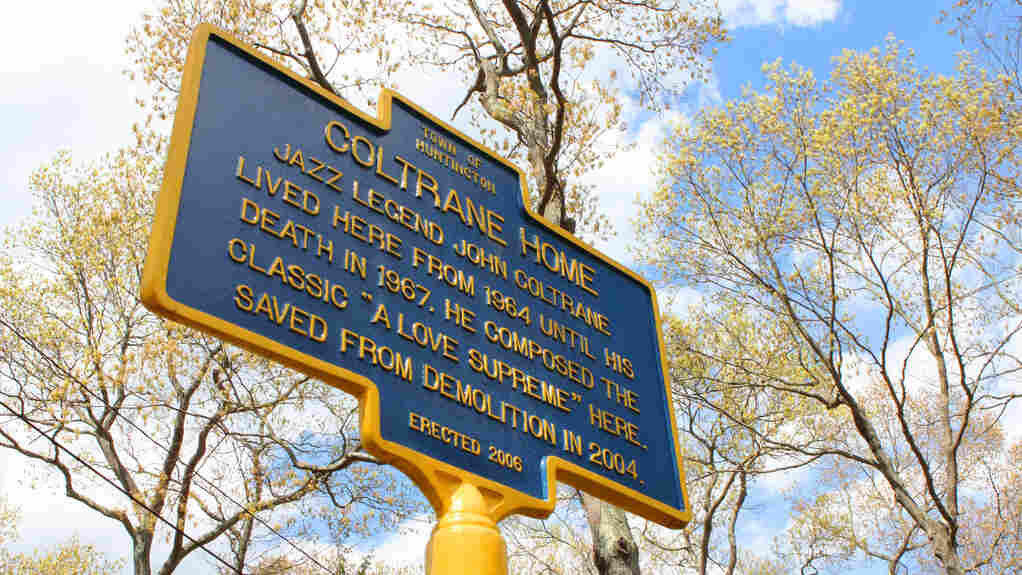 TOWN OF
HUNTINGTON
COLTRANE HOME
JAZZ LEGEND JOHN COLTRANE
LIVED HERE FROM 1964 UNTIL HIS
DEATH IN 1967. HE COMPOSED THE
CLASSIC "A LOVE SUPREME" HERE.
SAVED FROM DEMOLITION IN 2004.
ERECTED 2006